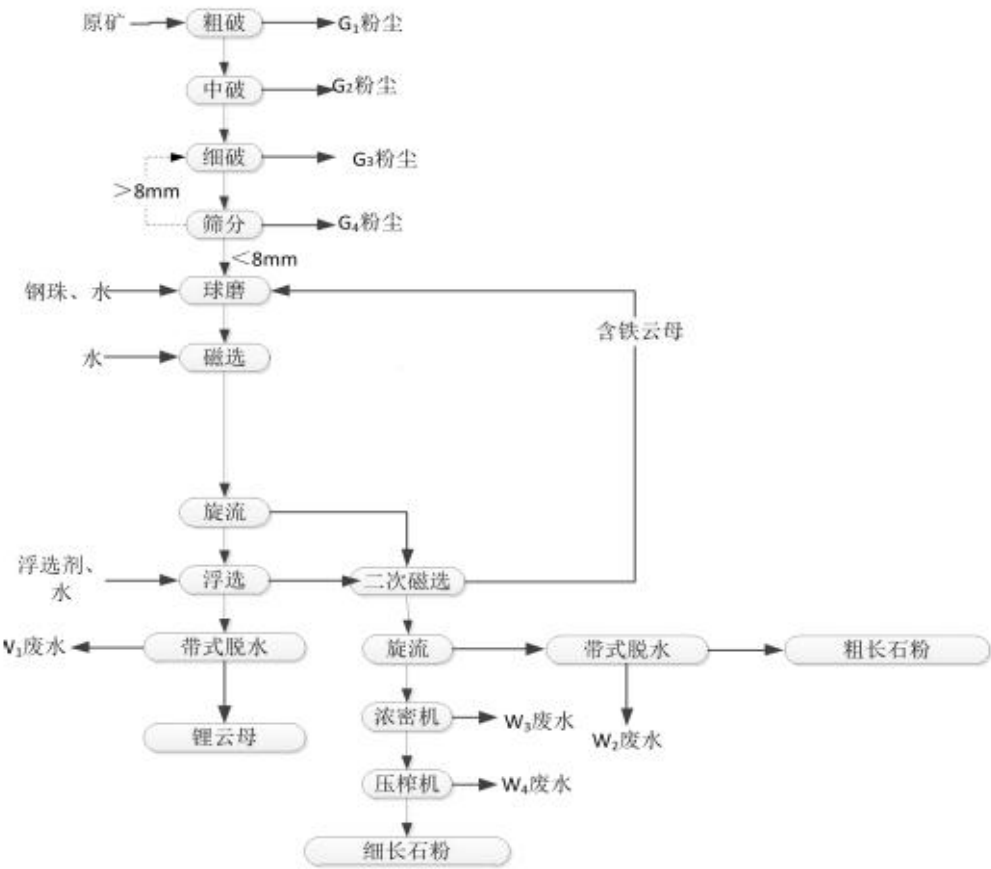 原矿
粗破
G₁粉尘
中破
G₂粉尘
细破
G₃粉尘
＞8mm
筛分
G₄粉尘
＜8mm
钢珠、水
球磨
含铁云母
水
磁选
旋流
浮选剂、
水
浮选
二次磁选
V₁废水
带式脱水
旋流
带式脱水
粗长石粉
锂云母
浓密机
W₃废水
W₂废水
压榨机
W₄废水
细长石粉